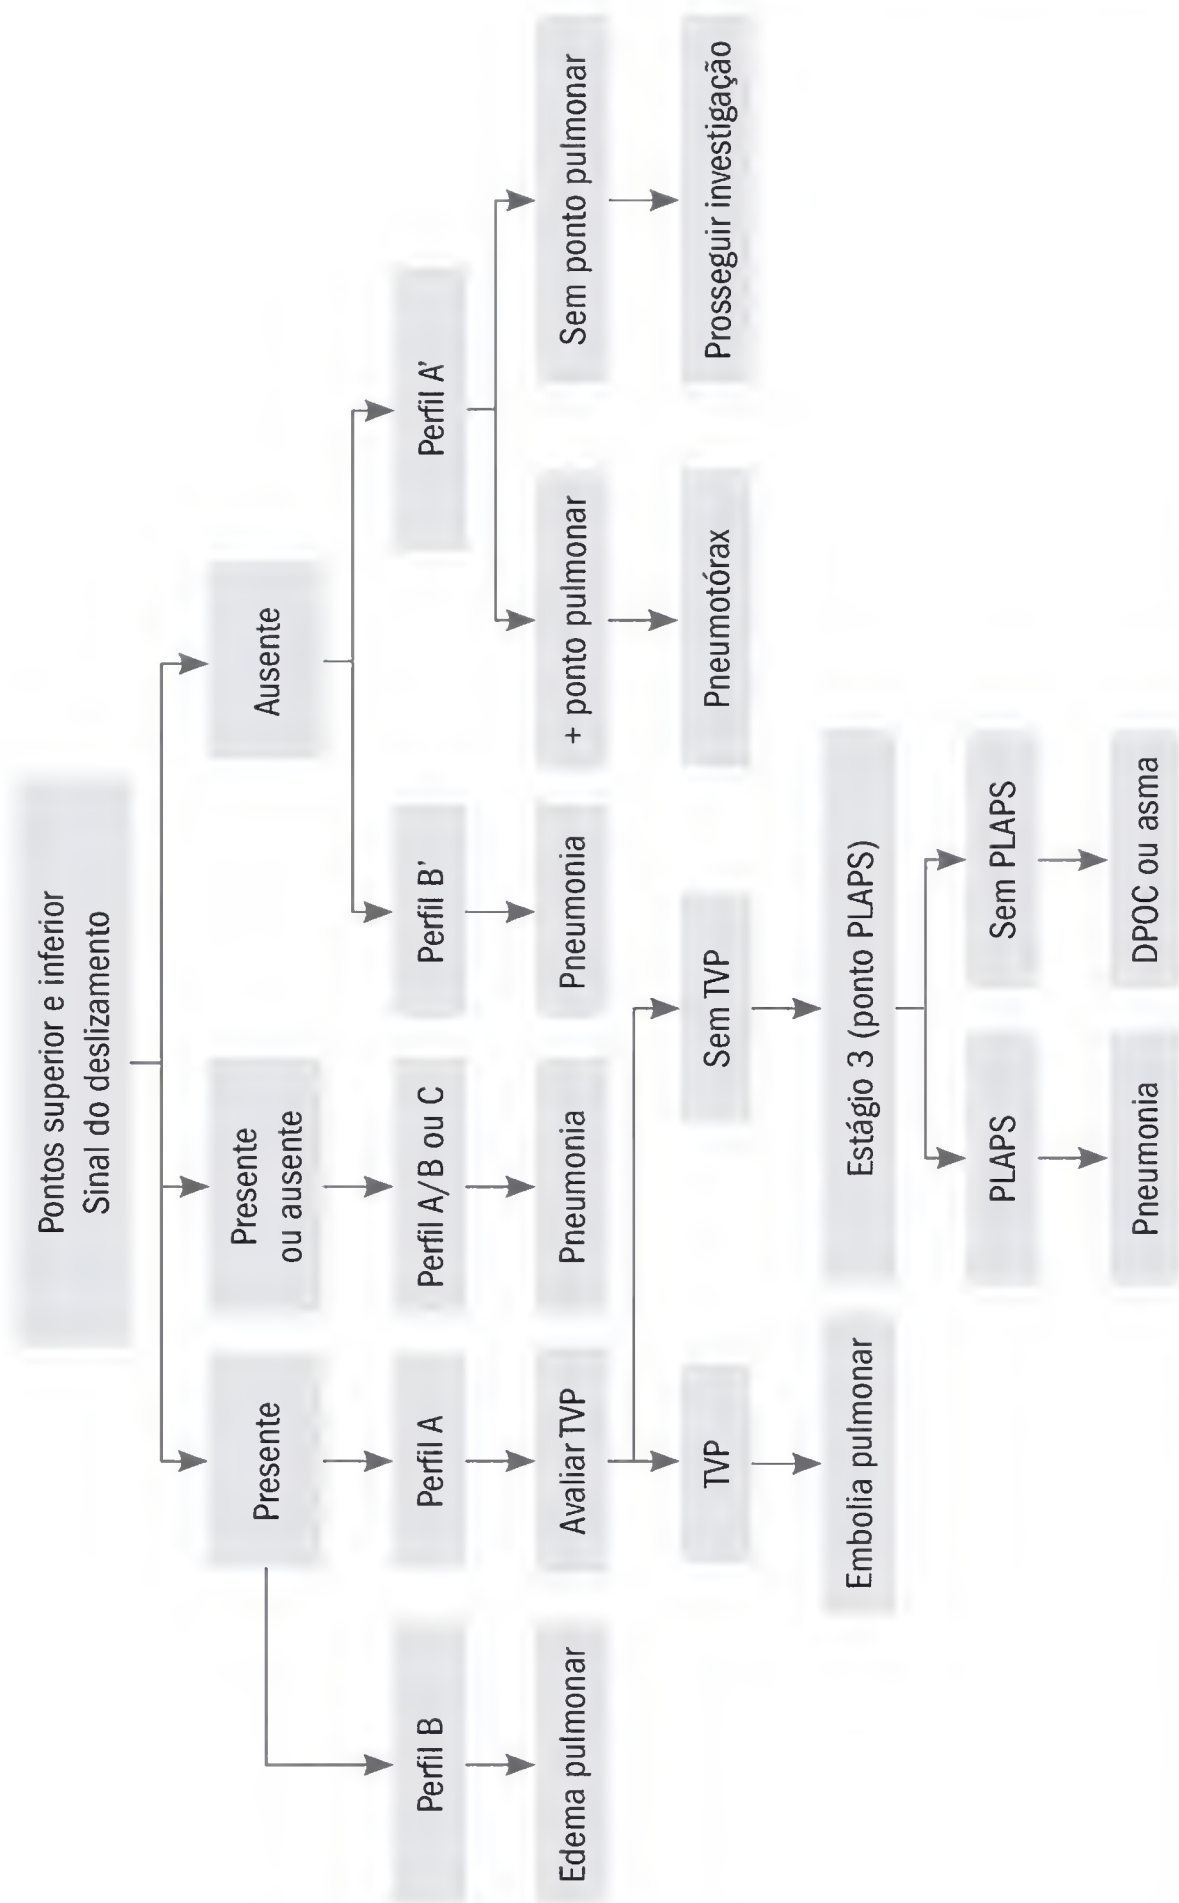 Pontos superior e inferior
Sinal do deslizamento
Presente
Presente
ou ausente
Ausente
Perfil B
Perfil A
Perfil A/B ou C
Perfil B'
Perfil A'
Edema pulmonar
Avaliar TVP
Pneumonia
Pneumonia
+ ponto pulmonar
Sem ponto pulmonar
TVP
Sem TVP
Pneumotórax
Prosseguir investigação
Embolia pulmonar
Estágio 3 (ponto PLAPS)
PLAPS
Sem PLAPS
Pneumonia
DPOC ou asma